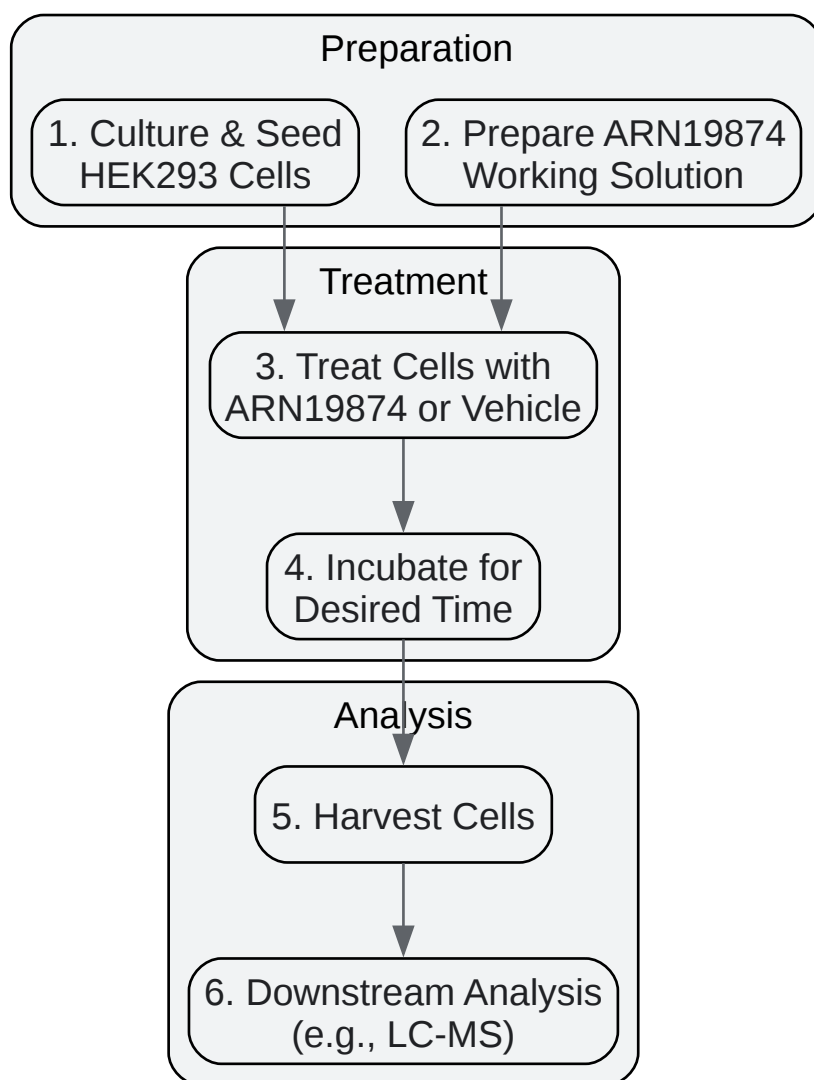 Preparation
1. Culture & Seed
HEK293 Cells
2. Prepare ARN19874
Working Solution
Treatment
3. Treat Cells with
ARN19874 or Vehicle
4. Incubate for
Desired Time
Analysis
5. Harvest Cells
6. Downstream Analysis
(e.g., LC-MS)